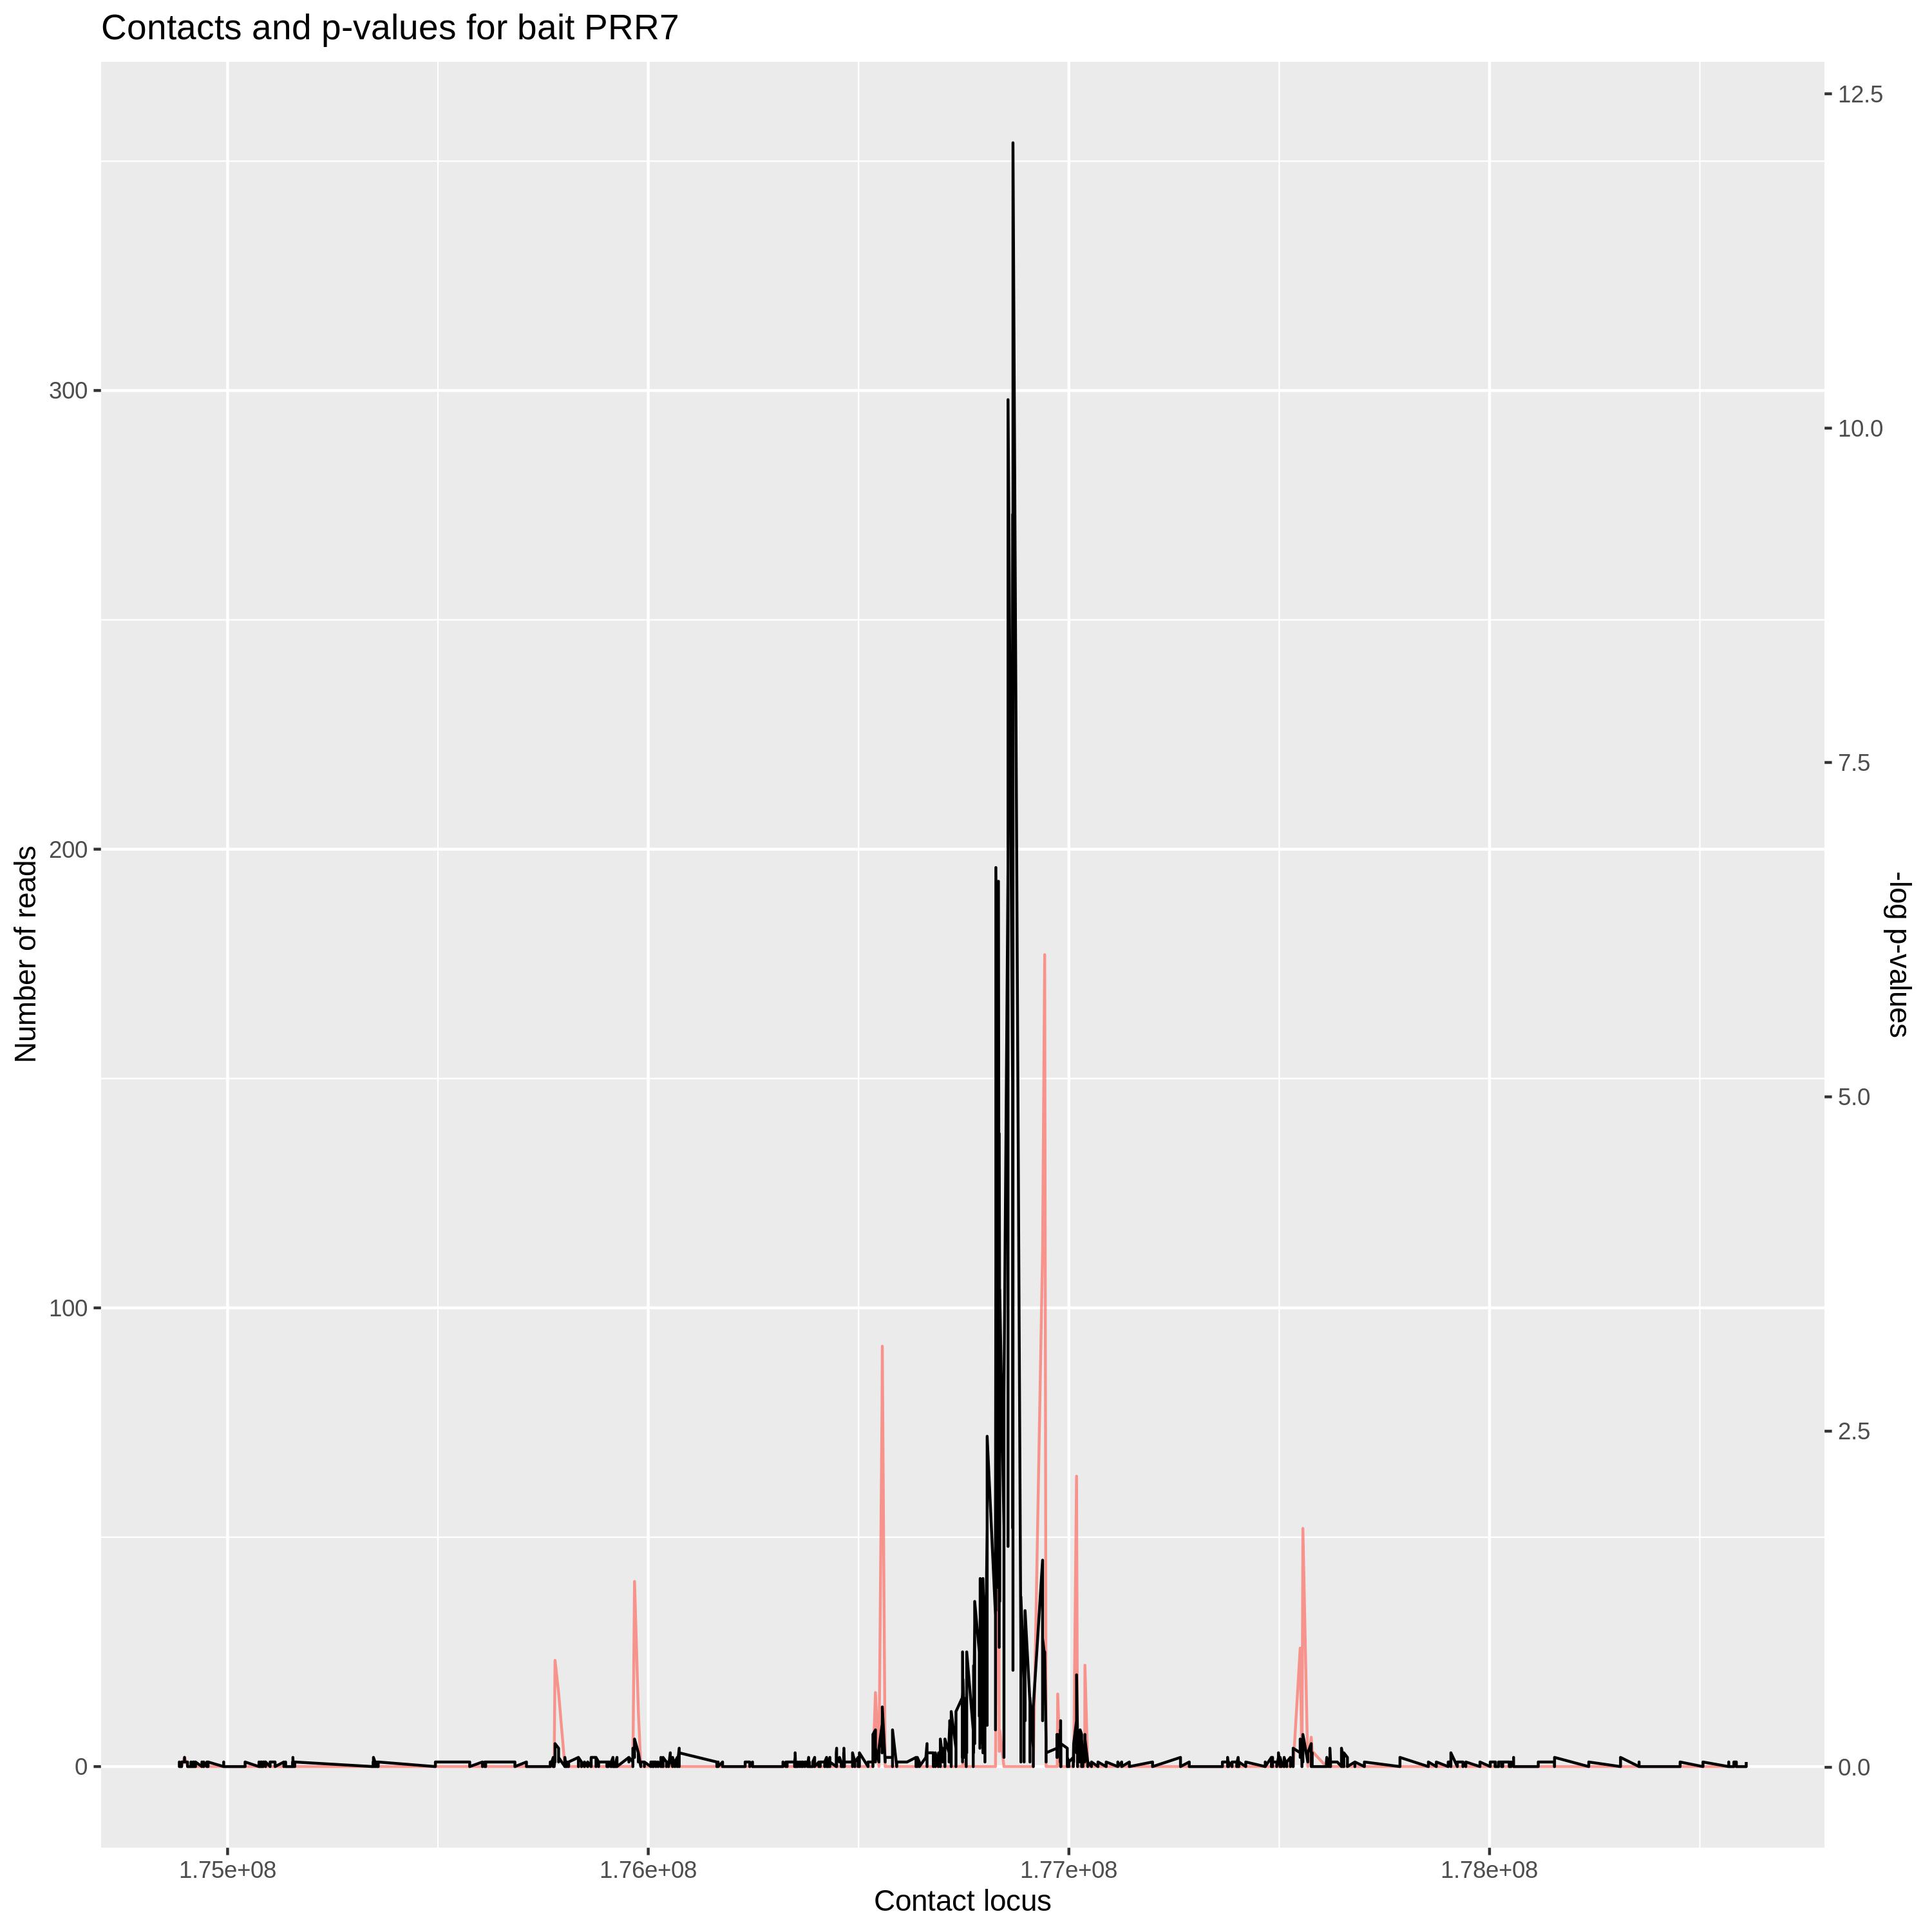 Contacts and p-values for bait PRR7
12.5
10.0
7.5
5.0
2.5
0.0
-log p-values
300
200
100
0
Number of reads
1.75e+08
1.76e+08
1.77e+08
1.78e+08
Contact locus